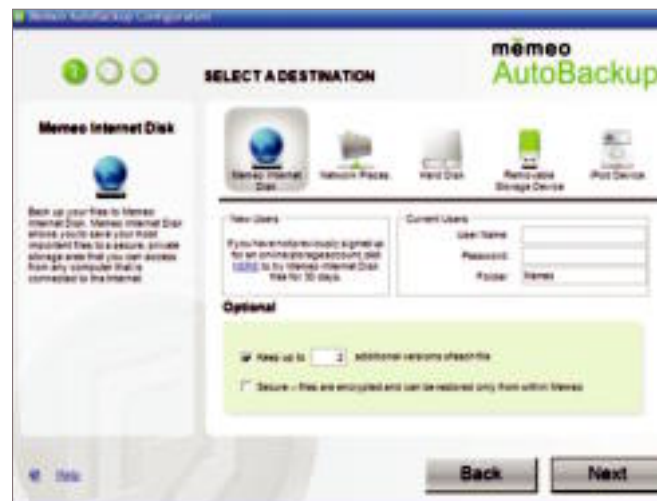 Memeo AutoBackup Configuration
1
SELECT A DESTINATION
mēmeo
AutoBackup
Memeo Internet Disk
Back up your files to Memeo
Internet Disk. Memeo Internet Disk
allows you to save your most
important files to a secure, private
storage area that you can access
from any computer that is
connected to the Internet.
Memeo Internet
Disk
Network Places
Hard Disk
Removable
Storage Device
iPod Device
New Users
If you have not previously signed up
for an online storage account, click
HERE to try Memeo Internet Disk
free for 30 days.
Current Users
User Name
Password
Folder
Memeo
Optional
Keep up to 2 additional versions of each file
Secure - files are encrypted and can be restored only from within Memeo
Help
Back
Next